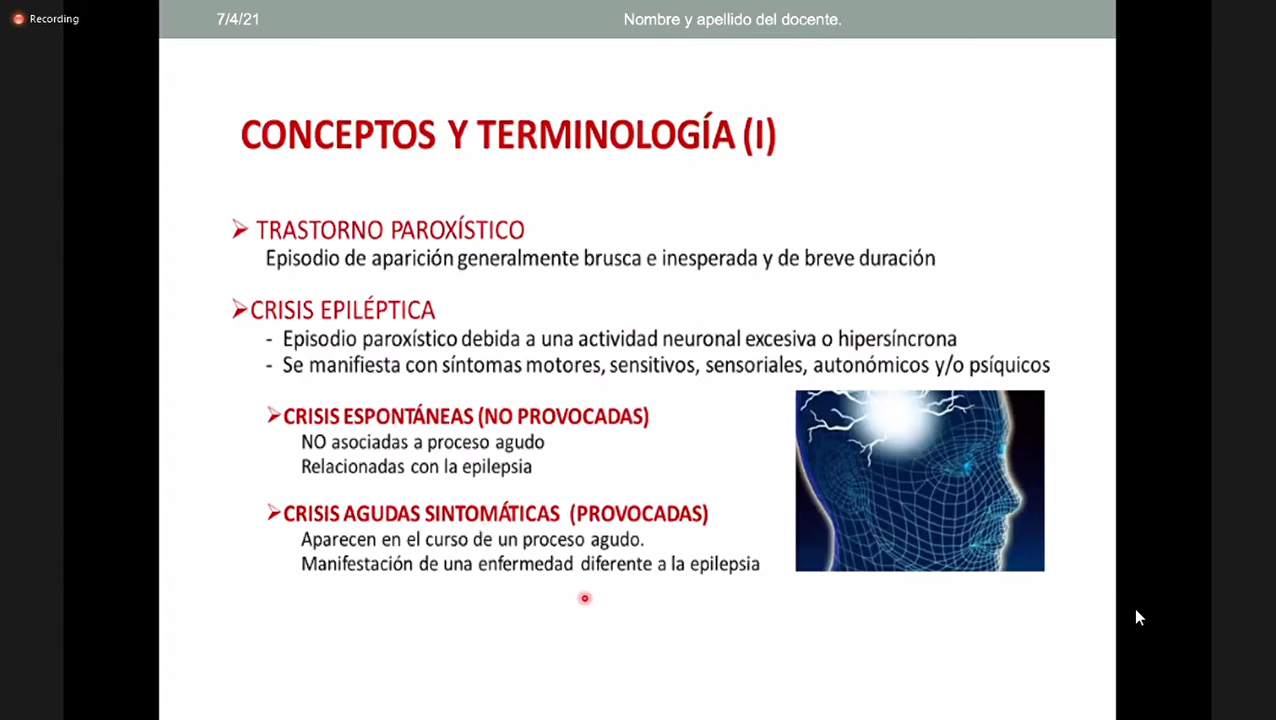 Recording
7/4/21
Nombre y apellido del docente.
CONCEPTOS Y TERMINOLOGÍA (I)
➢ TRASTORNO PAROXÍSTICO
Episodio de aparición generalmente brusca e inesperada y de breve duración
➢CRISIS EPILÉPTICA
- Episodio paroxístico debida a una actividad neuronal excesiva o hipersíncrona
- Se manifiesta con síntomas motores, sensitivos, sensoriales, autonómicos y/o psíquicos
➢CRISIS ESPONTÁNEAS (NO PROVOCADAS)
NO asociadas a proceso agudo
Relacionadas con la epilepsia
➢CRISIS AGUDAS SINTOMÁTICAS (PROVOCADAS)
Aparecen en el curso de un proceso agudo.
Manifestación de una enfermedad diferente a la epilepsia